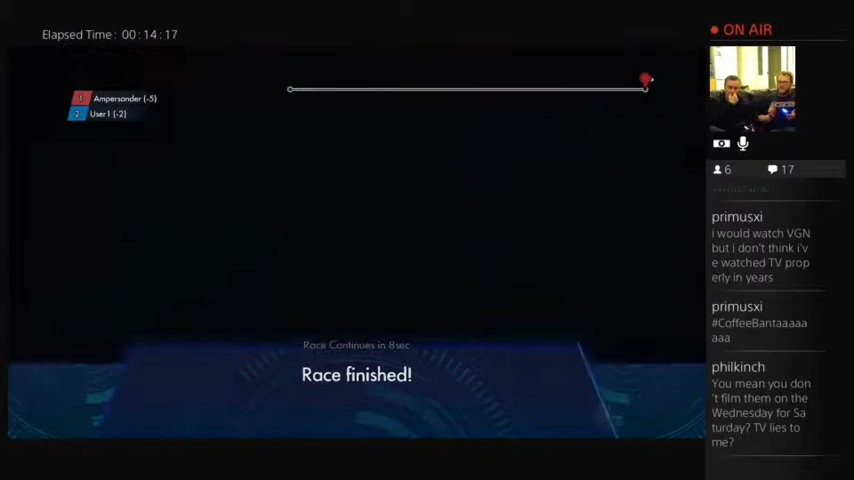 Elapsed Time: 00:14:17
ON AIR
1 Ampersander (-5)
2 User1 (-2)
6 17
primusxi
i would watch VGN
but i don't think i'v
e watched TV prop
erly in years
primusxi
#CoffeeBantaaaaa
aaa
philkinch
You mean you don
't film them on the
Wednesday for Sa
turday? TV lies to
me?
Race Continues in 8sec
Race finished!